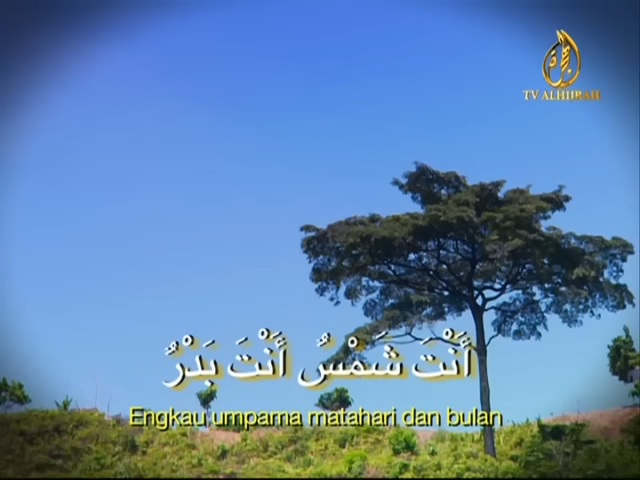 TV ALHIJRAH
أَنْتَ شَمْسٌ أَنْتَ بَدْرٌ
Engkau umpama matahari dan bulan